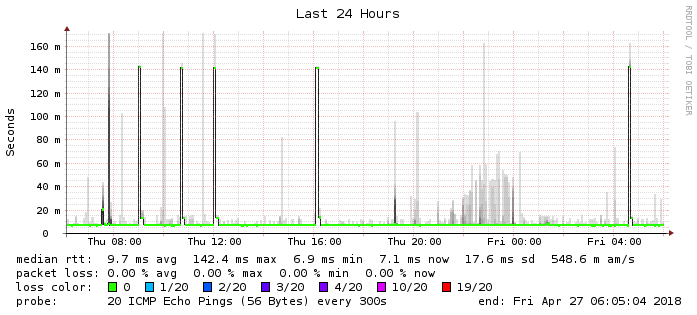 Last 24 Hours
RRDTOOL / TOBI OETIKER
Seconds
160 m
140 m
120 m
100 m
80 m
60 m
40 m
20 m
0
Thu 08:00 Thu 12:00 Thu 16:00 Thu 20:00 Fri 00:00 Fri 04:00
median rtt: 9.7 ms avg 142.4 ms max 6.9 ms min 7.1 ms now 17.6 ms sd 548.6 m am/s
packet loss: 0.00 % avg 0.00 % max 0.00 % min 0.00 % now
loss color: 0 1/20 2/20 3/20 4/20 10/20 19/20
probe: 20 ICMP Echo Pings (56 Bytes) every 300s end: Fri Apr 27 06:05:04 2018